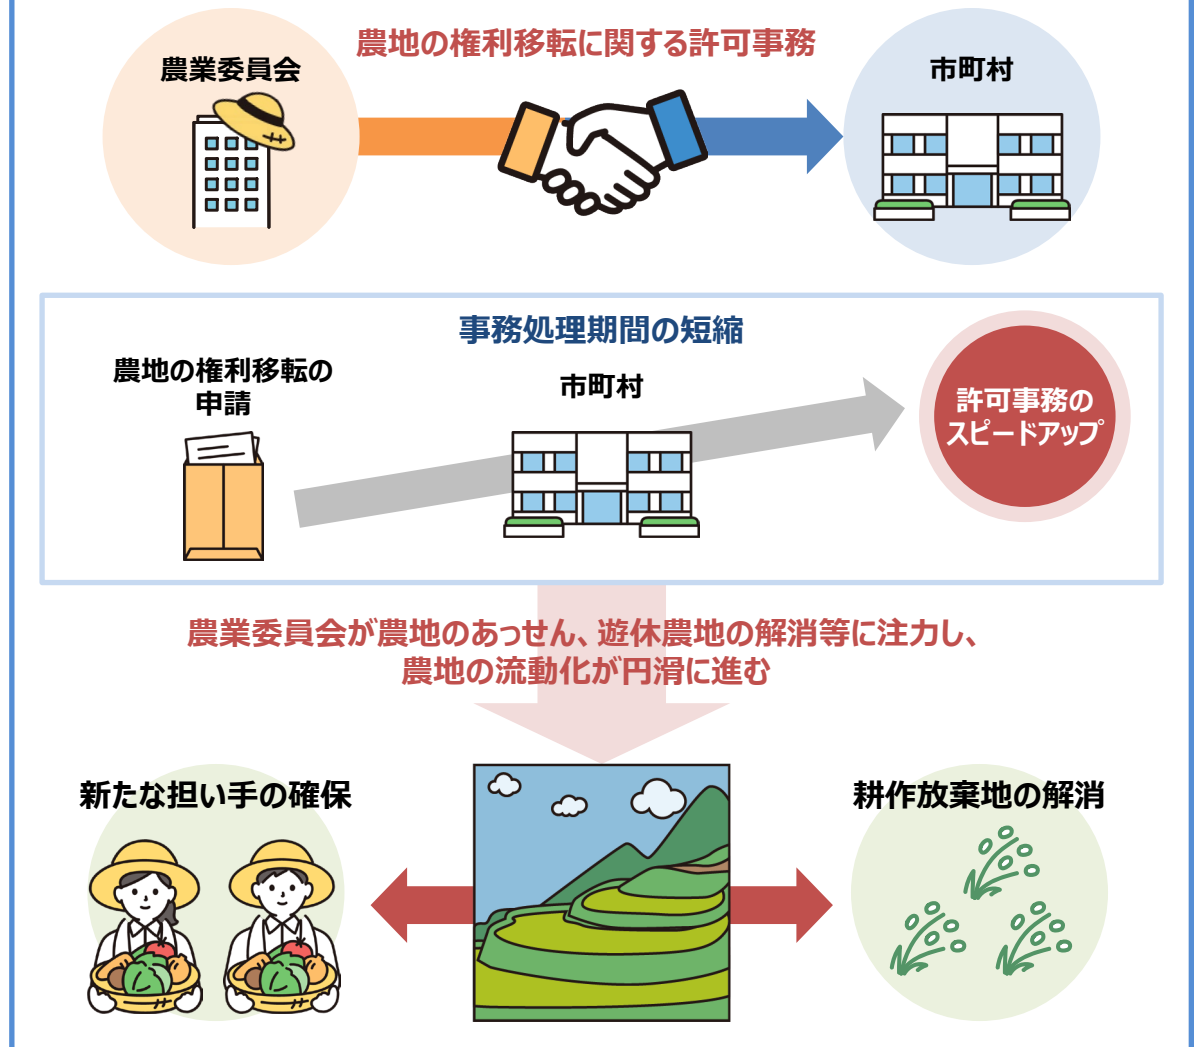 農地の権利移転に関する許可事務
農業委員会
市町村
事務処理期間の短縮
農地の権利移転の
申請
市町村
許可事務の
スピードアップ
農業委員会が農地のあっせん、遊休農地の解消等に注力し、
農地の流動化が円滑に進む
新たな担い手の確保
耕作放棄地の解消